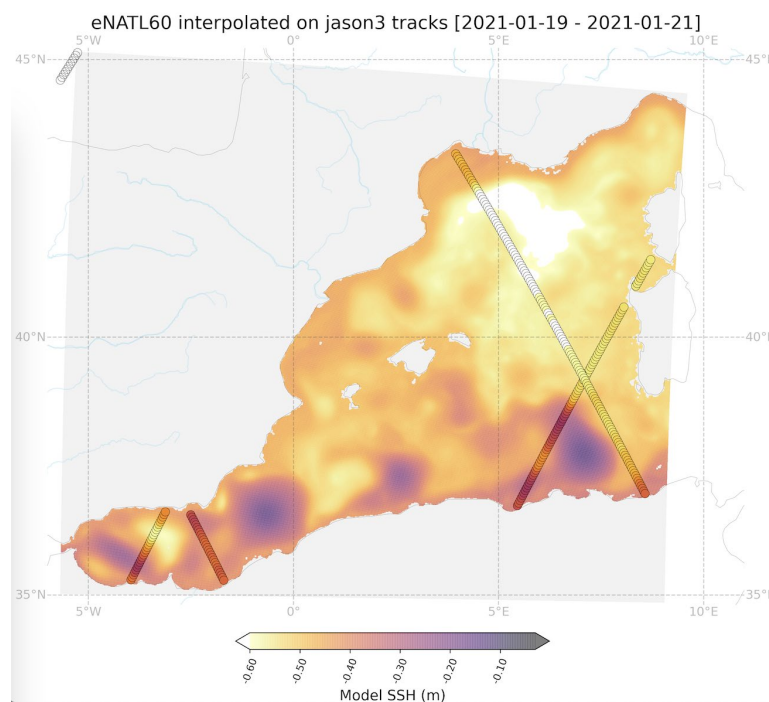 eNATL60 interpolated on jason3 tracks [2021-01-19 - 2021-01-21]
5°W 0° 5°E 10°E
45°N 45°N
40°N 40°N
35°N 35°N
5°W 0° 5°E 10°E
-0.60 -0.50 -0.40 -0.30 -0.20 -0.10
Model SSH (m)